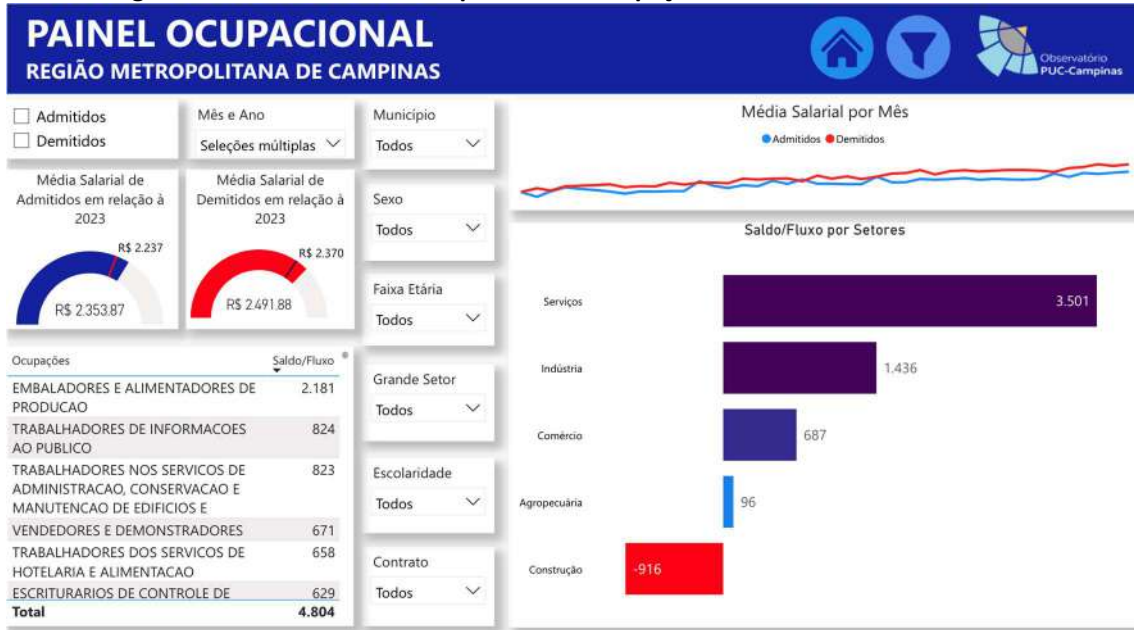 PAINEL OCUPACIONAL
REGIÃO METROPOLITANA DE CAMPINAS
Observatório
PUC-Campinas
Admitidos
Demitidos
Mês e Ano
Seleções múltiplas
Município
Todos
Média Salarial por Mês
Admitidos Demitidos
Média Salarial de
Admitidos em relação à
2023
R$ 2.237
R$ 2.353.87
Média Salarial de
Demitidos em relação à
2023
R$ 2.370
R$ 2.491.88
Sexo
Todos
Faixa Etária
Todos
Grande Setor
Todos
Escolaridade
Todos
Contrato
Todos
Ocupações Saldo/Fluxo
EMBALADORES E ALIMENTADORES DE 2.181
PRODUCAO
TRABALHADORES DE INFORMACOES 824
AO PUBLICO
TRABALHADORES NOS SERVICOS DE 823
ADMINISTRACAO, CONSERVACAO E
MANUTENCAO DE EDIFICIOS E
VENDEDORES E DEMONSTRADORES 671
TRABALHADORES DOS SERVICOS DE 658
HOTELARIA E ALIMENTACAO
ESCRITURARIOS DE CONTROLE DE 629
Total 4.804
Saldo/Fluxo por Setores
Serviços 3.501
Indústria 1.436
Comércio 687
Agropecuária 96
Construção -916